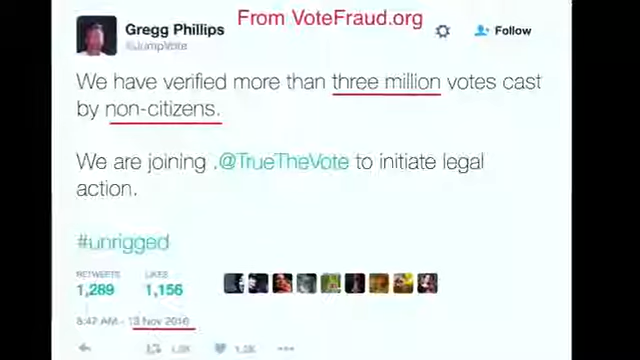 From VoteFraud.org
Gregg Phillips
@JumpVote
Follow
We have verified more than three million votes cast
by non-citizens.
We are joining .@TrueTheVote to initiate legal
action.
#unrigged
RETWEETS LIKES
1,289 1,156
8:47 AM - 13 Nov 2016